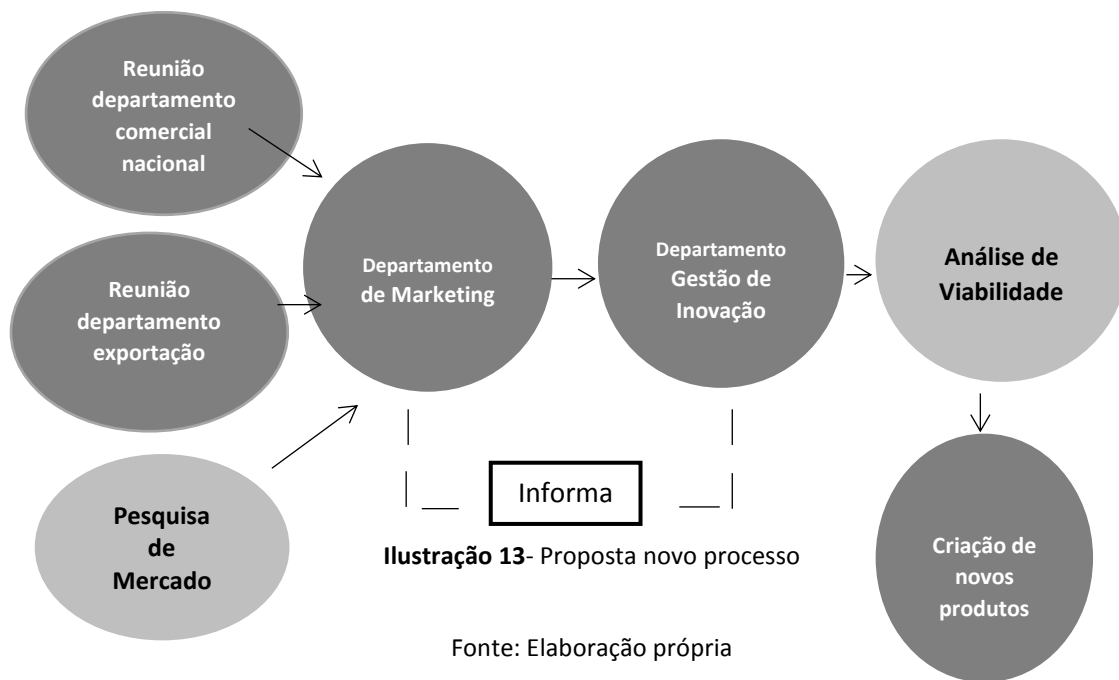 Reunião
departamento
comercial
nacional
Reunião
departamento
exportação
Pesquisa
de
Mercado
Departamento
de Marketing
Departamento
Gestão de
Inovação
Análise de
Viabilidade
Criação de
novos
produtos
Informa
Ilustração 13- Proposta novo processo
Fonte: Elaboração própria